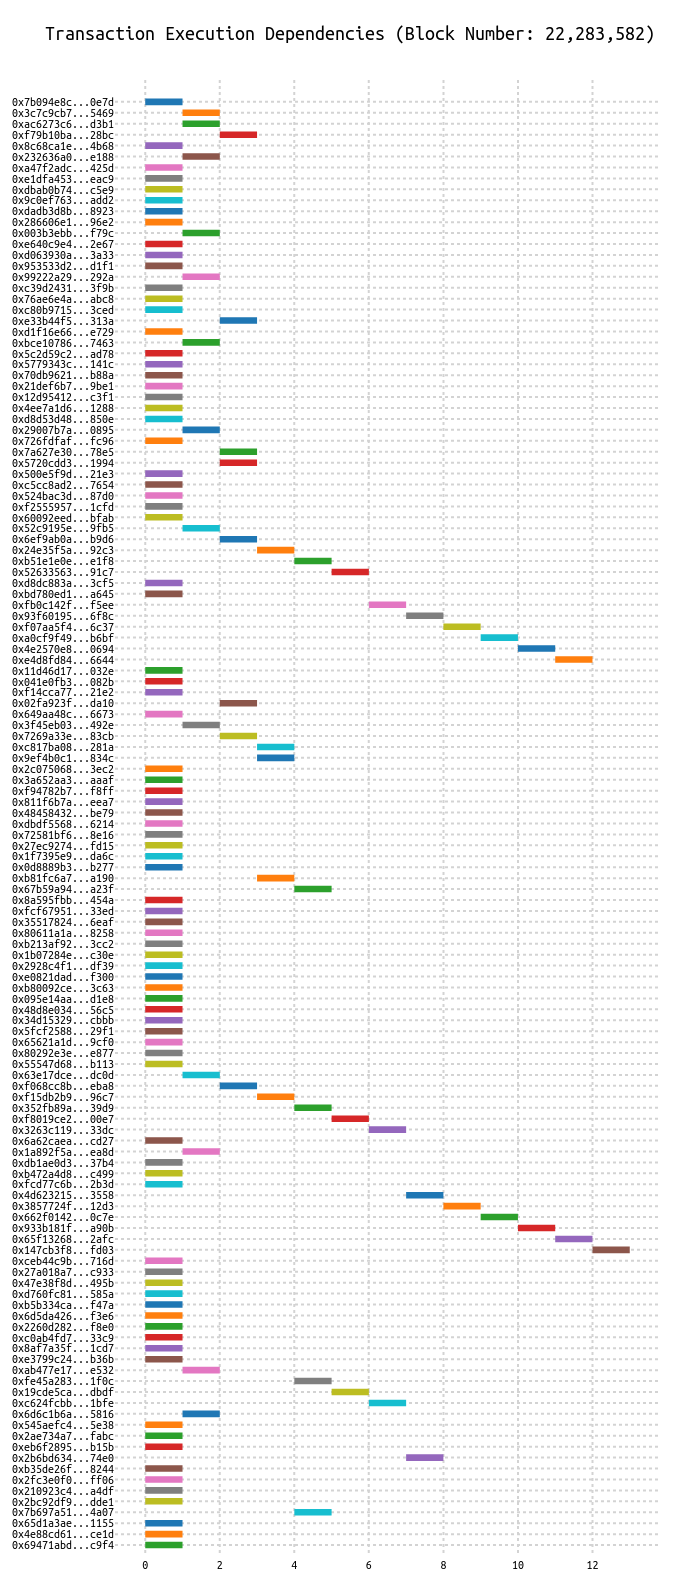 Transaction Execution Dependencies (Block Number: 22,283,582)
0x7b094e8c...0e7d
0x3c7c9cb7...5469
0xac6273c6...d3b1
0xf79b10ba...28bc
0x8c68ca1e...4b68
0x232636a0...e188
0xa47f2adc...425d
0xe1dfa453...eac9
0xdbab0b74...c5e9
0x9c0ef763...add2
0xdadb3d8b...8923
0x286606e1...96e2
0x003b3ebb...f79c
0xe640c9e4...2e67
0xd063930a...3a33
0x953533d2...d1f1
0x99222a29...292a
0xc39d2431...3f9b
0x76ae6e4a...abc8
0xc80b9715...3ced
0xe33b44f5...313a
0xd1f16e66...e729
0xbce10786...7463
0x5c2d59c2...ad78
0x5779343c...141c
0x70db9621...b88a
0x21def6b7...9be1
0x12d95412...c3f1
0x4ee7a1d6...1288
0xd8d53d48...850e
0x29007b7a...0895
0x726fdfaf...fc96
0x7a627e30...78e5
0x5720cdd3...1994
0x500e5f9d...21e3
0xc5cc8ad2...7654
0x524bac3d...87d0
0xf2555957...1cfd
0x60092eed...bfab
0x52c9195e...9fb5
0x6ef9ab0a...b9d6
0x24e35f5a...92c3
0xb51e1e0e...e1f8
0x52633563...91c7
0xd8dc883a...3cf5
0xbd780ed1...a645
0xfb0c142f...f5ee
0x93f60195...6f8c
0xf07aa5f4...6c37
0xa0cf9f49...b6bf
0x4e2570e8...0694
0xe4d8fd84...6644
0x11d46d17...032e
0x041e0fb3...082b
0xf14cca77...21e2
0x02fa923f...da10
0x649aa48c...6673
0x3f45eb03...492e
0x7269a33e...83cb
0xc817ba08...281a
0x9ef4b0c1...834c
0x2c075068...3ec2
0x3a652aa3...aaaf
0xf94782b7...f8ff
0x811f6b7a...eea7
0x48458432...be79
0xdbdf5568...6214
0x72581bf6...8e16
0x27ec9274...fd15
0x1f7395e9...da6c
0x0d8889b3...b277
0xb81fc6a7...a190
0x67b59a94...a23f
0x8a595fbb...454a
0xfcf67951...33ed
0x35517824...6eaf
0x80611a1a...8258
0xb213af92...3cc2
0x1b07284e...c30e
0x2928c4f1...df39
0xe0821dad...f300
0xb80092ce...3c63
0x095e14aa...d1e8
0x48d8e034...56c5
0x34d15329...cbbb
0x5fcf2588...29f1
0x65621a1d...9cf0
0x80292e3e...e877
0x55547d68...b113
0x63e17dce...dc0d
0xf068cc8b...eba8
0xf15db2b9...96c7
0x352fb89a...39d9
0xf8019ce2...00e7
0x3263c119...33dc
0x6a62caea...cd27
0x1a892f5a...ea8d
0xdb1ae0d3...37b4
0xb472a4d8...c499
0xfcd77c6b...2b3d
0x4d623215...3558
0x3857724f...12d3
0x662f0142...0c7e
0x933b181f...a90b
0x65f13268...2afc
0x147cb3f8...fd03
0xceb44c9b...716d
0x27a018a7...c933
0x47e38f8d...495b
0xd760fc81...585a
0xb5b334ca...f47a
0x6d5da426...f3e6
0x2260d282...f8e0
0xc0ab4fd7...33c9
0x8af7a35f...1cd7
0xe3799c24...b36b
0xab477e17...e532
0xfe45a283...1f0c
0x19cde5ca...dbdf
0xc624fcbb...1bfe
0x6d6c1b6a...5816
0x545aefc4...5e38
0x2ae734a7...fabc
0xeb6f2895...b15b
0x2b6bd634...74e0
0xb35de26f...8244
0x2fc3e0f0...ff06
0x210923c4...a4df
0x2bc92df9...dde1
0x7b697a51...4a07
0x65d1a3ae...1155
0x4e88cd61...ce1d
0x69471abd...c9f4
0 2 4 6 8 10 12